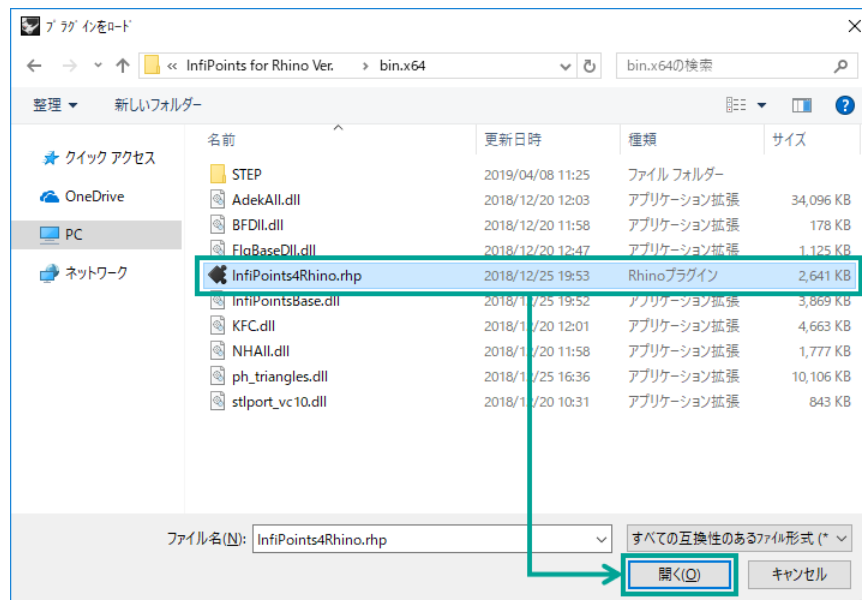 プラグインをロード
« InfiPoints for Rhino Ver. › bin.x64 bin.x64の検索
整理 新しいフォルダー
名前 更新日時 種類 サイズ
クイック アクセス
OneDrive
PC
ネットワーク
STEP 2019/04/08 11:25 ファイル フォルダー
AdekAll.dll 2018/12/20 12:03 アプリケーション拡張 34,096 KB
BFDll.dll 2018/12/20 11:58 アプリケーション拡張 178 KB
FlgBaseDll.dll 2018/12/20 12:47 アプリケーション拡張 1,125 KB
InfiPoints4Rhino.rhp 2018/12/25 19:53 Rhinoプラグイン 2,641 KB
InfiPointsBase.dll 2018/12/25 19:52 アプリケーション拡張 3,869 KB
KFC.dll 2018/12/20 12:01 アプリケーション拡張 4,663 KB
NHAll.dll 2018/12/20 11:58 アプリケーション拡張 1,777 KB
ph_triangles.dll 2018/12/25 16:36 アプリケーション拡張 10,106 KB
stlport_vc10.dll 2018/12/20 10:31 アプリケーション拡張 843 KB
ファイル名(N): InfiPoints4Rhino.rhp すべての互換性のあるファイル形式 (*
開く(O) キャンセル